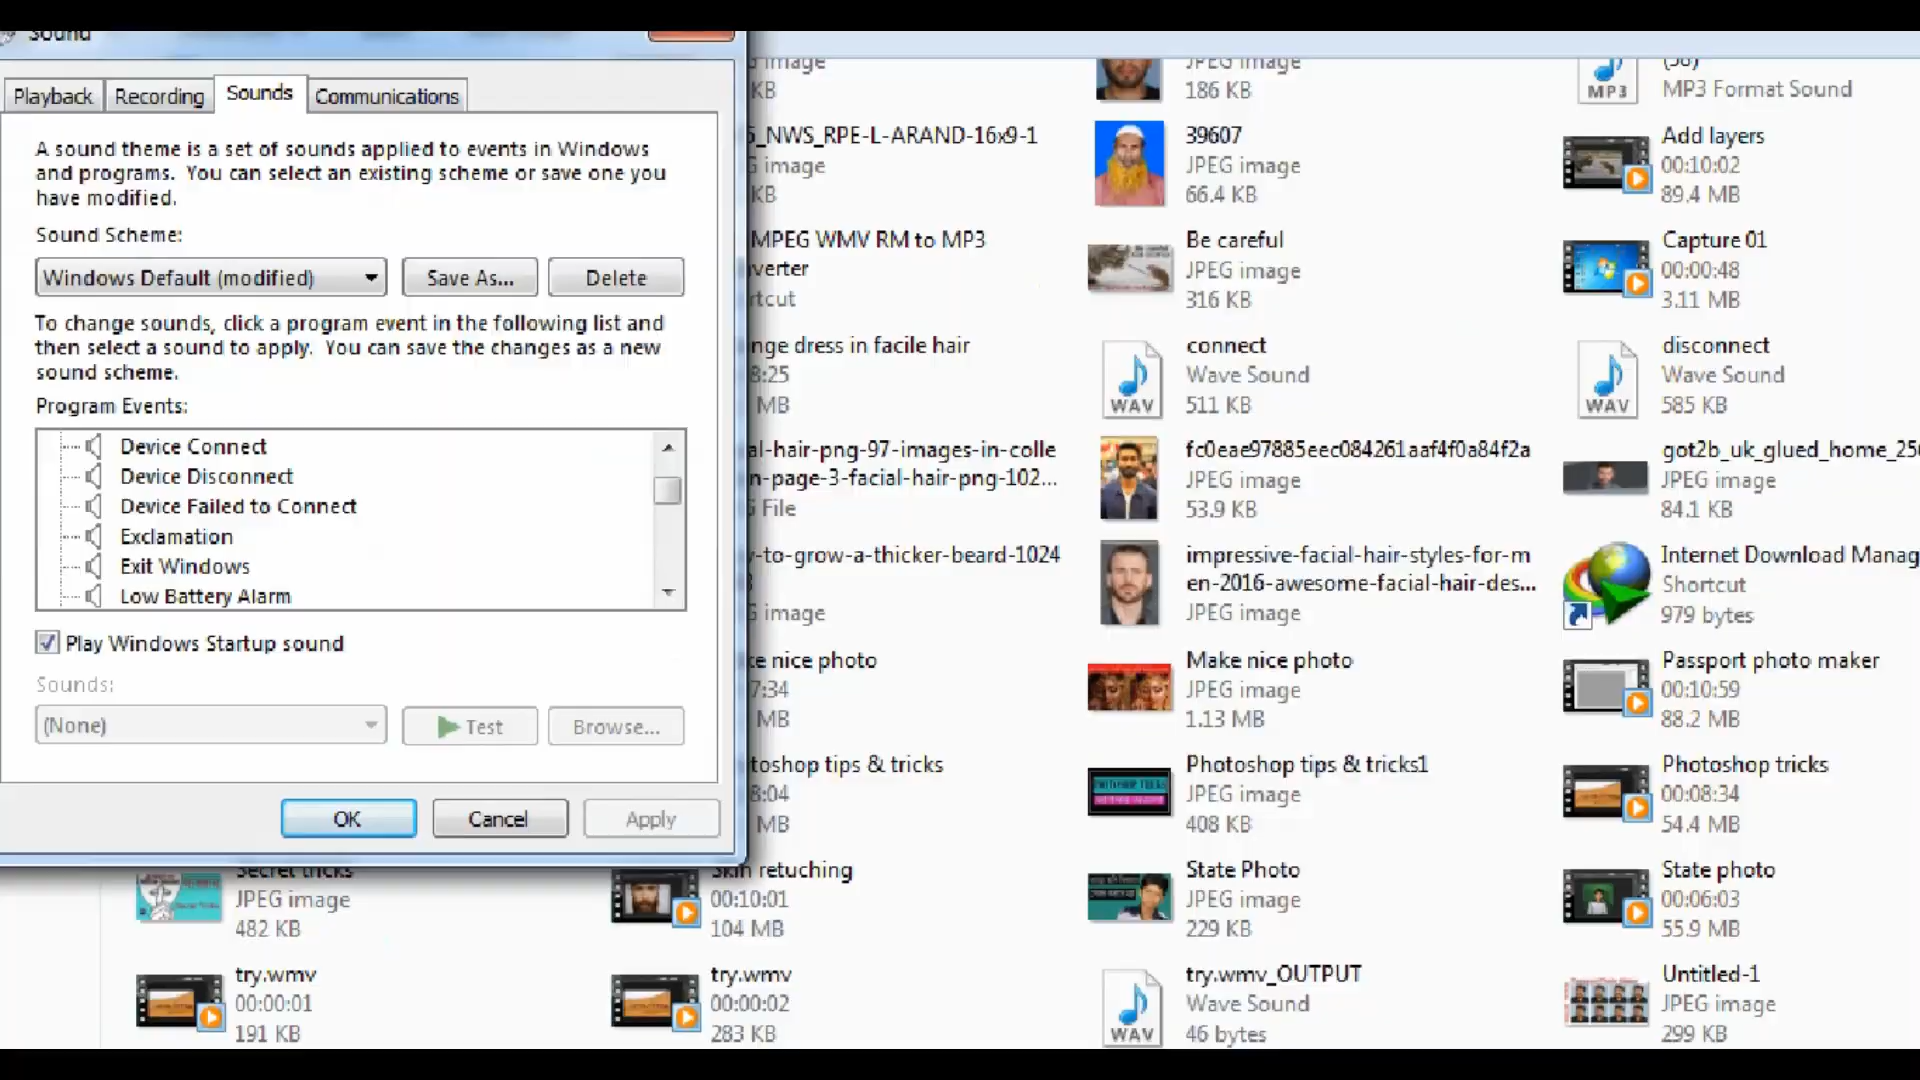 Sound
Playback
Recording
Sounds
Communications
A sound theme is a set of sounds applied to events in Windows
and programs. You can select an existing scheme or save one you
have modified.
Sound Scheme:
Windows Default (modified)
Save As...
Delete
To change sounds, click a program event in the following list and
then select a sound to apply. You can save the changes as a new
sound scheme.
Program Events:
Device Connect
Device Disconnect
Device Failed to Connect
Exclamation
Exit Windows
Low Battery Alarm
Play Windows Startup sound
Sounds:
(None)
Test
Browse...
OK
Cancel
Apply
image
KB
JPEG image
186 KB
MP3
MP3 Format Sound
_NWS_RPE-L-ARAND-16x9-1
image
KB
39607
JPEG image
66.4 KB
Add layers
00:10:02
89.4 MB
MPEG WMV RM to MP3
Be careful
JPEG image
316 KB
Capture 01
00:00:48
3.11 MB
dress in facile hair
8:25
MB
connect
Wave Sound
511 KB
WAV
disconnect
Wave Sound
585 KB
WAV
al-hair-png-97-images-in-colle
n-page-3-facial-hair-png-102...
File
fc0eae97885eec084261aaf4f0a84f2a
JPEG image
53.9 KB
got2b_uk_glued_home_25
JPEG image
84.1 KB
-to-grow-a-thicker-beard-1024
image
impressive-facial-hair-styles-for-m
en-2016-awesome-facial-hair-des...
JPEG image
Internet Download Manag
Shortcut
979 bytes
nice photo
7:34
MB
Make nice photo
JPEG image
1.13 MB
Passport photo maker
00:10:59
88.2 MB
toshop tips & tricks
8:04
MB
Photoshop tips & tricks1
JPEG image
408 KB
Photoshop tricks
00:08:34
54.4 MB
Secret tricks
JPEG image
482 KB
Skin retuching
00:10:01
104 MB
State Photo
JPEG image
229 KB
State photo
00:06:03
55.9 MB
try.wmv
00:00:01
191 KB
try.wmv
00:00:02
283 KB
try.wmv_OUTPUT
Wave Sound
46 bytes
WAV
Untitled-1
JPEG image
299 KB